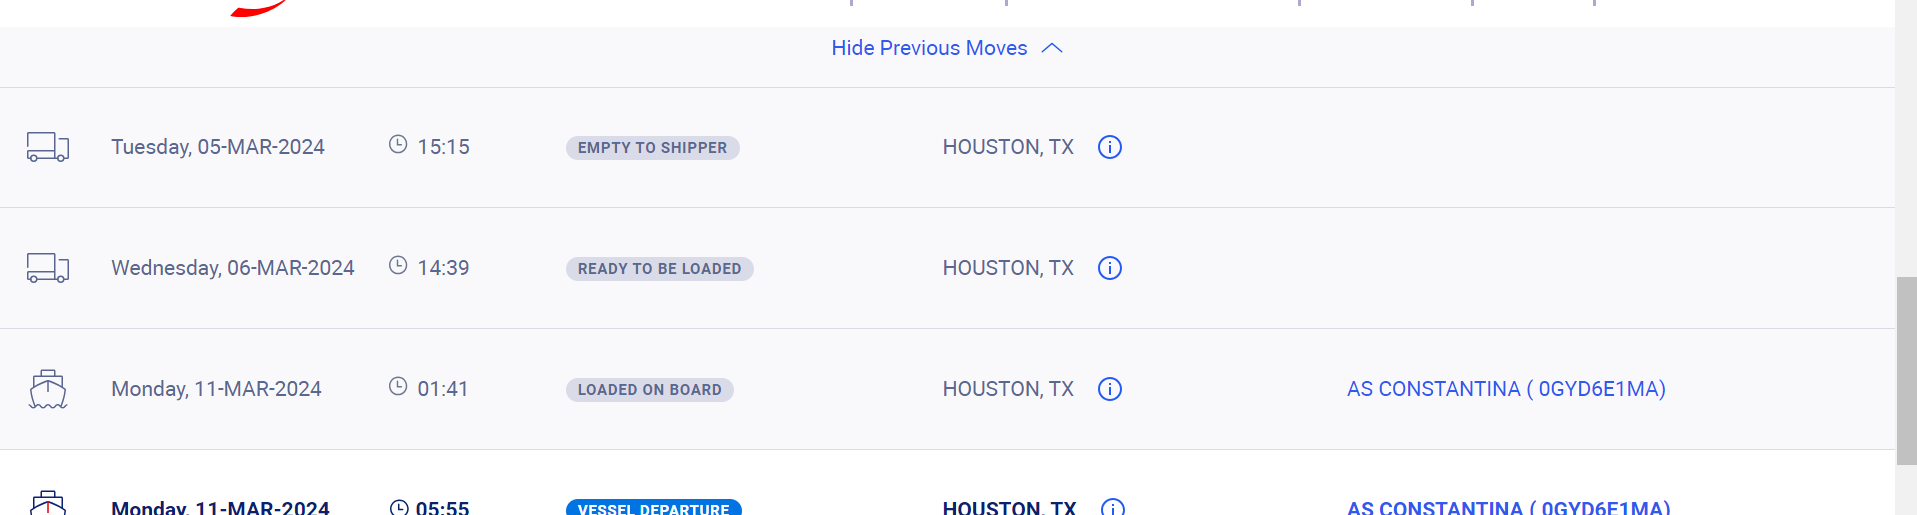 Hide Previous Moves
Tuesday, 05-MAR-2024 15:15 EMPTY TO SHIPPER HOUSTON, TX
Wednesday, 06-MAR-2024 14:39 READY TO BE LOADED HOUSTON, TX
Monday, 11-MAR-2024 01:41 LOADED ON BOARD HOUSTON, TX AS CONSTANTINA ( 0GYD6E1MA)
Monday, 11-MAR-2024 05:55 VESSEL DEPARTURE HOUSTON, TX AS CONSTANTINA ( 0GYD6E1MA)